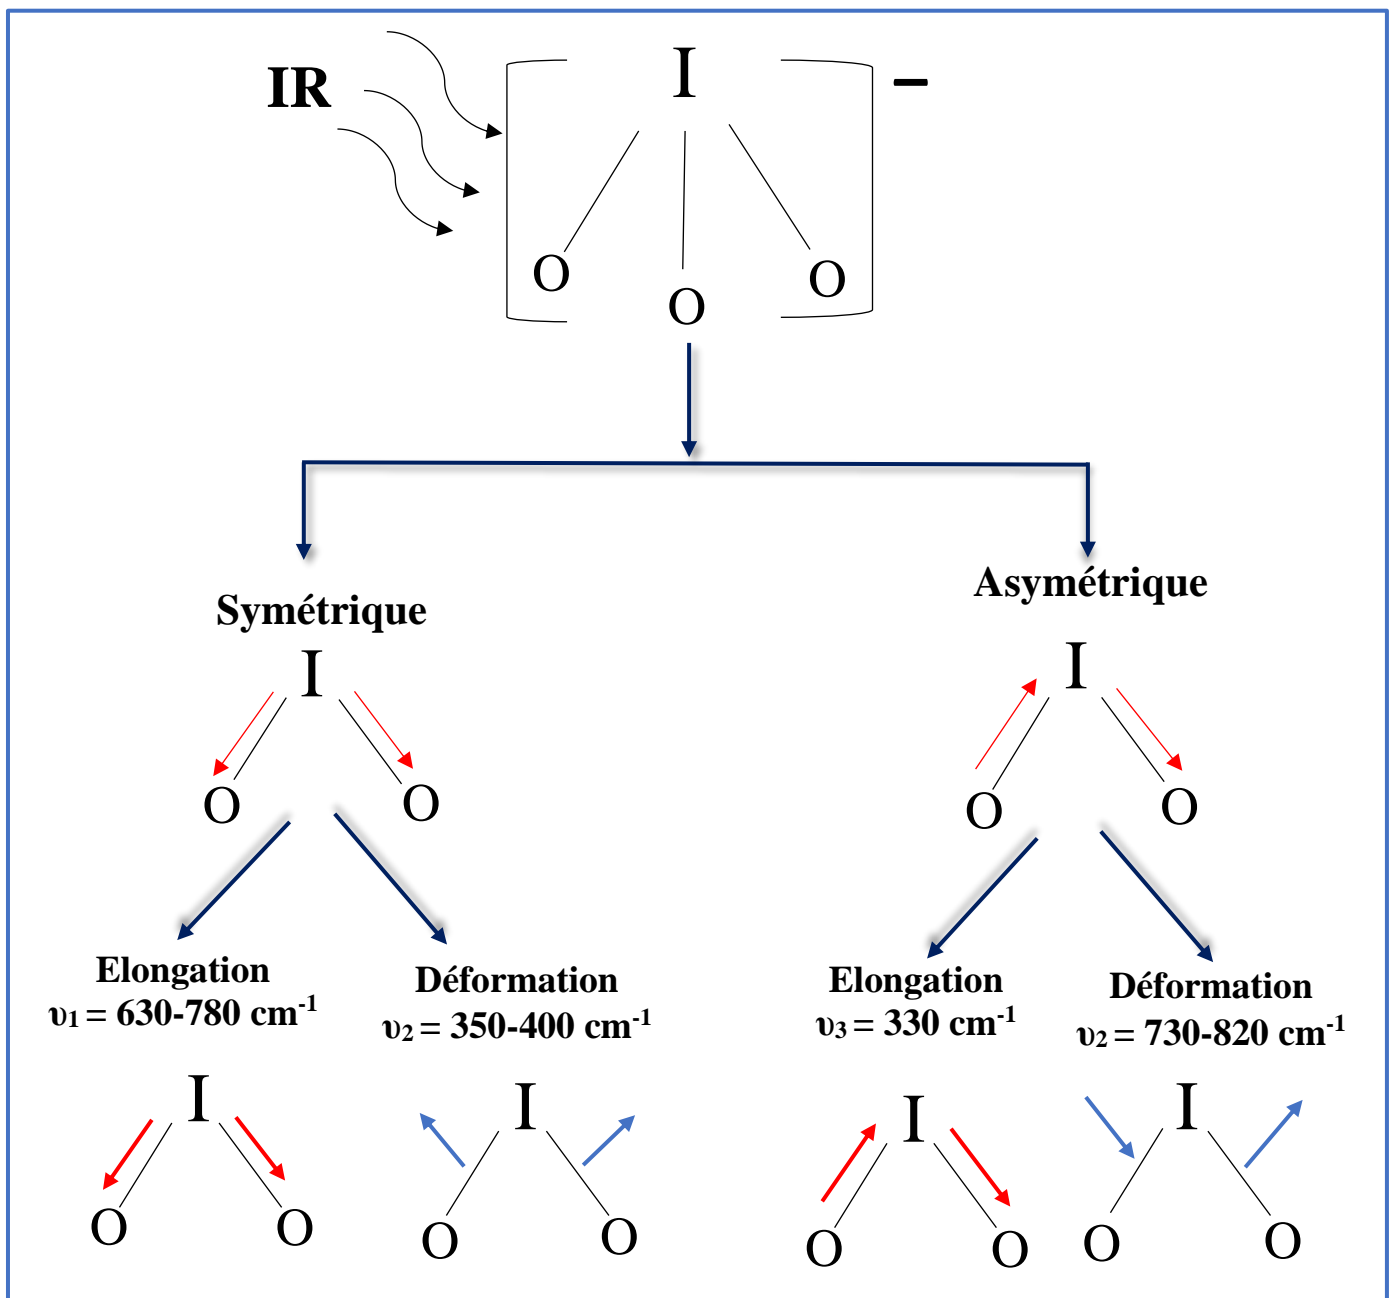 IR
I
–
O
O
O
Symétrique
Asymétrique
I
O
O
I
O
O
Elongation
υ₁ = 630-780 cm⁻¹
Déformation
υ₂ = 350-400 cm⁻¹
Elongation
υ₃ = 330 cm⁻¹
Déformation
υ₂ = 730-820 cm⁻¹
I
O
O
I
O
O
I
O
O
I
O
O